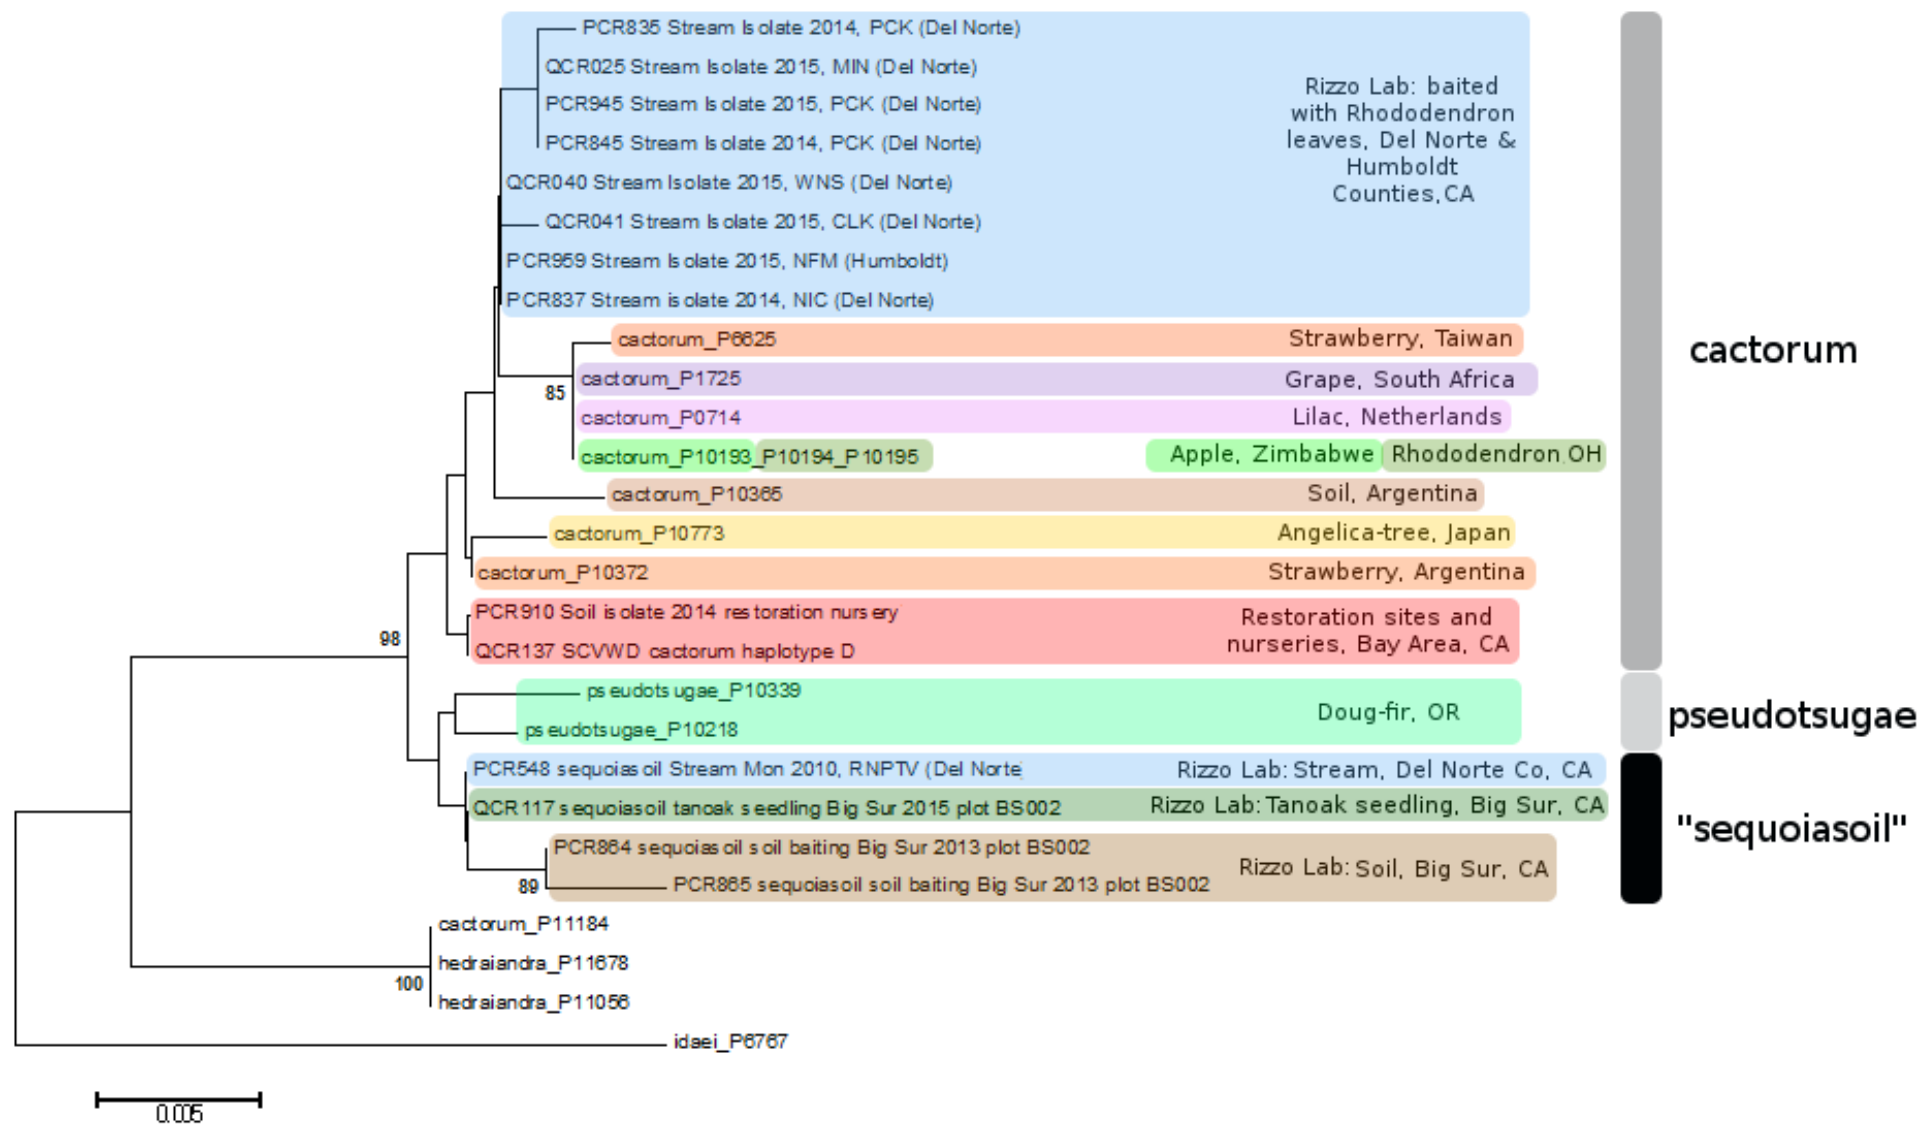 PCR835 Stream Isolate 2014, PCK (Del Norte)
QCR025 Stream Isolate 2015, MIN (Del Norte)
PCR945 Stream Isolate 2015, PCK (Del Norte)
PCR845 Stream Isolate 2014, PCK (Del Norte)
QCR040 Stream Isolate 2015, WNS (Del Norte)
QCR041 Stream Isolate 2015, CLK (Del Norte)
PCR959 Stream Isolate 2015, NFM (Humboldt)
PCR837 Stream isolate 2014, NIC (Del Norte)
Rizzo Lab: baited
with Rhododendron
leaves, Del Norte &
Humboldt
Counties, CA
cactorum_P6625 Strawberry, Taiwan
cactorum
cactorum_P1725 Grape, South Africa
85
cactorum_P0714 Lilac, Netherlands
cactorum_P10193_P10194_P10195 Apple, Zimbabwe Rhododendron, OH
cactorum_P10365 Soil, Argentina
cactorum_P10773 Angelica-tree, Japan
cactorum_P10372 Strawberry, Argentina
PCR910 Soil isolate 2014 restoration nursery
QCR137 SCVWD cactorum haplotype D
Restoration sites and
nurseries, Bay Area, CA
98
pseudotsugae_P10339
pseudotsugae_P10218
Doug-fir, OR
pseudotsugae
PCR548 sequoiasoil Stream Mon 2010, RNPTV (Del Norte Rizzo Lab: Stream, Del Norte Co, CA
QCR117 sequoiasoil tanoak seedling Big Sur 2015 plot BS002 Rizzo Lab: Tanoak seedling, Big Sur, CA
"sequoiasoil"
PCR864 sequoiasoil soil baiting Big Sur 2013 plot BS002
Rizzo Lab: Soil, Big Sur, CA
89
PCR865 sequoiasoil soil baiting Big Sur 2013 plot BS002
cactorum_P11184
hedraiandra_P11678
100
hedraiandra_P11056
idaei_P6767
0.005